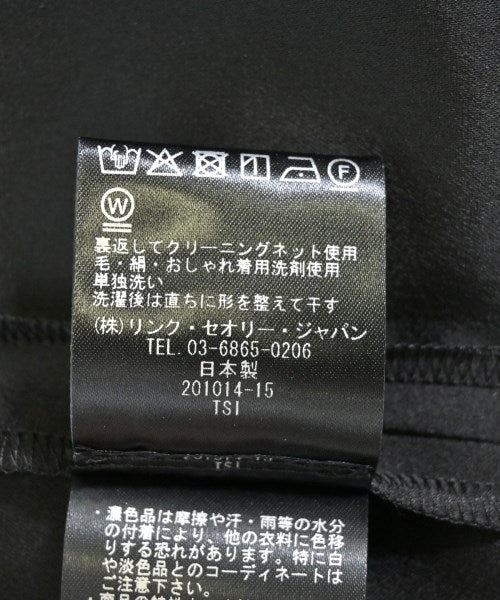 F
W
裏返してクリーニングネット使用
毛・絹・おしゃれ着用洗剤使用
単独洗い
洗濯後は直ちに形を整えて干す
(株)リンク・セオリー・ジャパン
TEL. 03-6865-0206
日本製
201014-15
TSI
TSI
・濃色品は摩擦や汗・雨等の水分
の付着により、他の衣料に色移
りする恐れがあります。特に白
や淡色品とのコーディネートは
ご注意下さい。